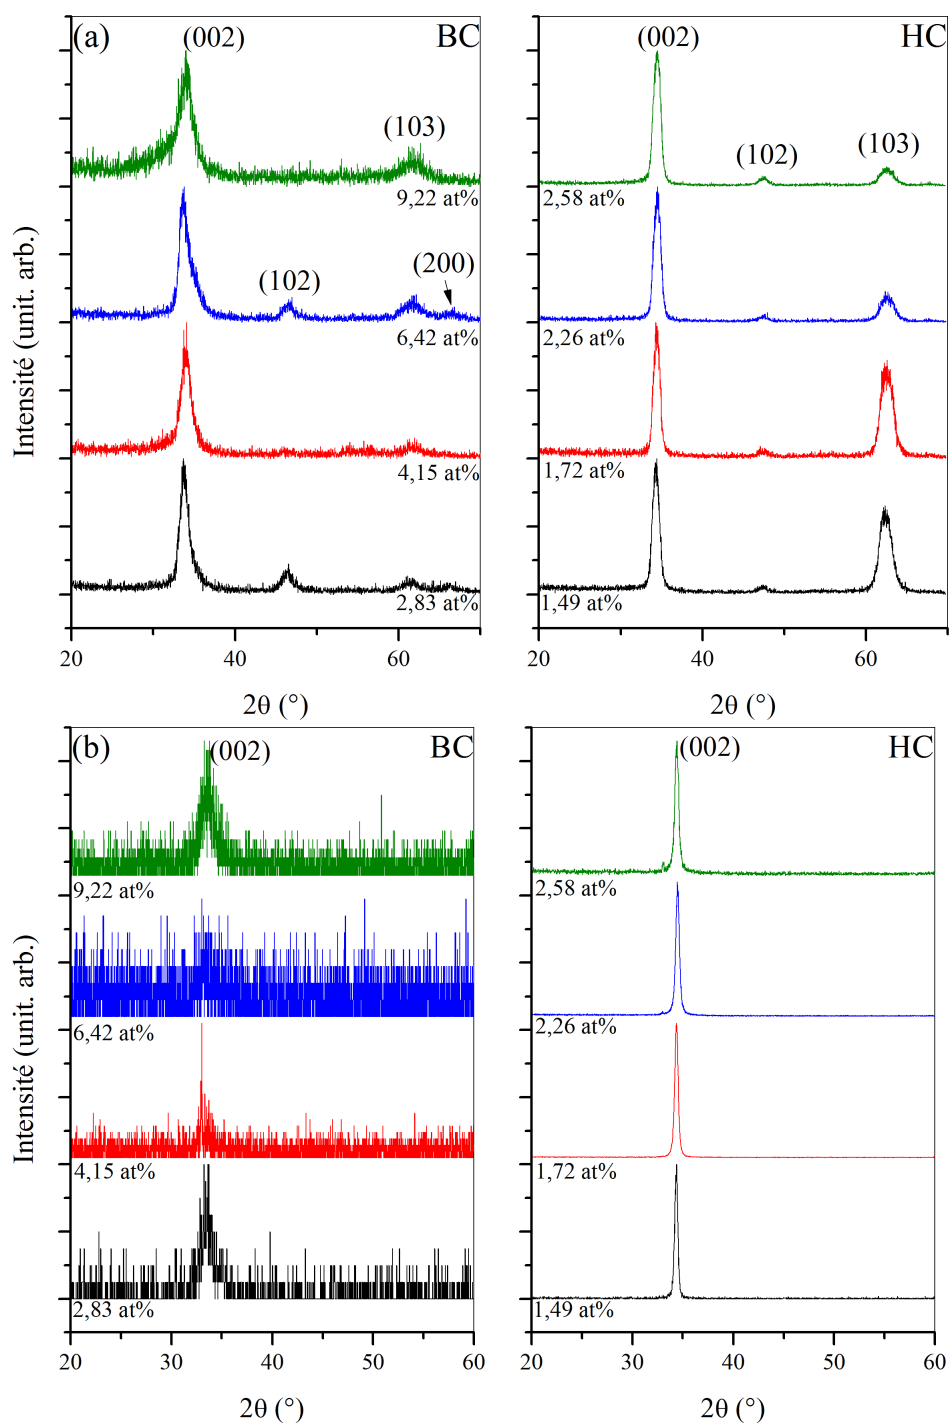 (a)
(002)
BC
(103)
9,22 at%
(102)
(200)
6,42 at%
4,15 at%
2,83 at%
20
40
60
2θ (°)
Intensité (unit. arb.)
(002)
HC
(102)
(103)
2,58 at%
2,26 at%
1,72 at%
1,49 at%
20
40
60
2θ (°)
(b)
(002)
BC
9,22 at%
6,42 at%
4,15 at%
2,83 at%
20
30
40
50
60
2θ (°)
Intensité (unit. arb.)
(002)
HC
2,58 at%
2,26 at%
1,72 at%
1,49 at%
20
30
40
50
60
2θ (°)